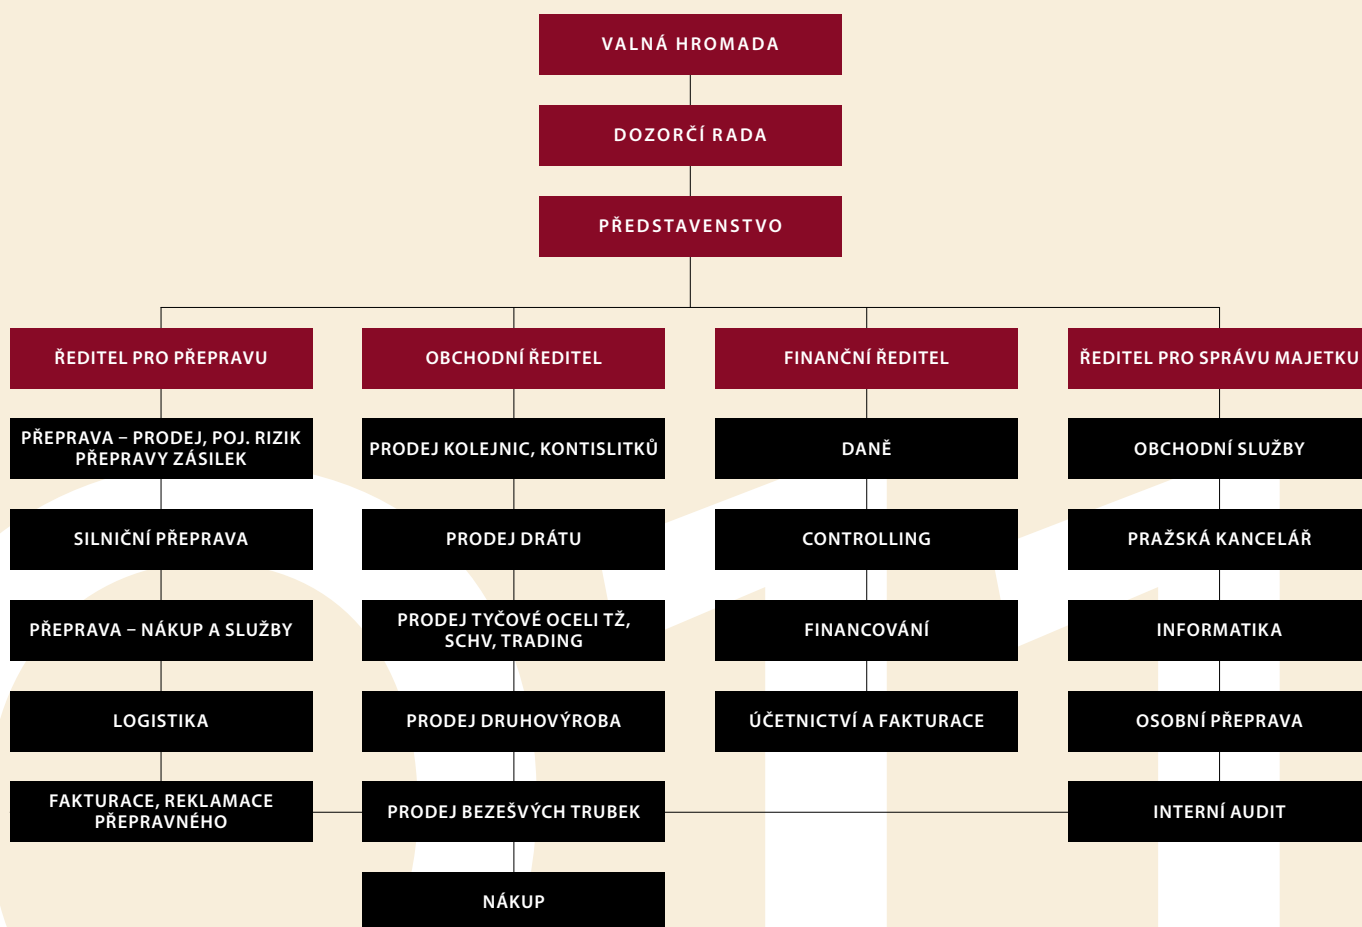 VALNÁ HROMADA
DOZORČÍ RADA
PŘEDSTAVENSTVO
ŘEDITEL PRO PŘEPRAVU
PŘEPRAVA – PRODEJ, POJ. RIZIK
PŘEPRAVY ZÁSILEK
SILNIČNÍ PŘEPRAVA
PŘEPRAVA – NÁKUP A SLUŽBY
LOGISTIKA
FAKTURACE, REKLAMACE
PŘEPRAVNÉHO
OBCHODNÍ ŘEDITEL
PRODEJ KOLEJNIC, KONTISLITKŮ
PRODEJ DRÁTU
PRODEJ TYČOVÉ OCELI TŽ,
SCHV, TRADING
PRODEJ DRUHOVÝROBA
PRODEJ BEZEŠVÝCH TRUBEK
NÁKUP
FINANČNÍ ŘEDITEL
DANĚ
CONTROLLING
FINANCOVÁNÍ
ÚČETNICTVÍ A FAKTURACE
ŘEDITEL PRO SPRÁVU MAJETKU
OBCHODNÍ SLUŽBY
PRAŽSKÁ KANCELÁŘ
INFORMATIKA
OSOBNÍ PŘEPRAVA
INTERNÍ AUDIT